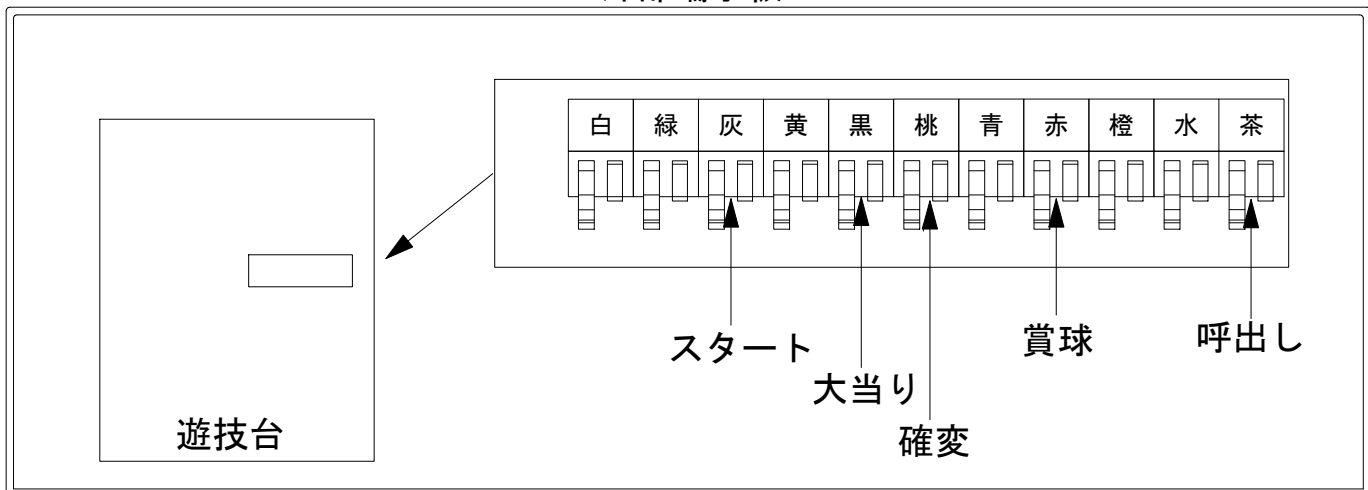 白 緑 灰 黄 黒 桃 青 赤 橙 水 茶
スタート
大当り
確変
賞球
呼出し
遊技台